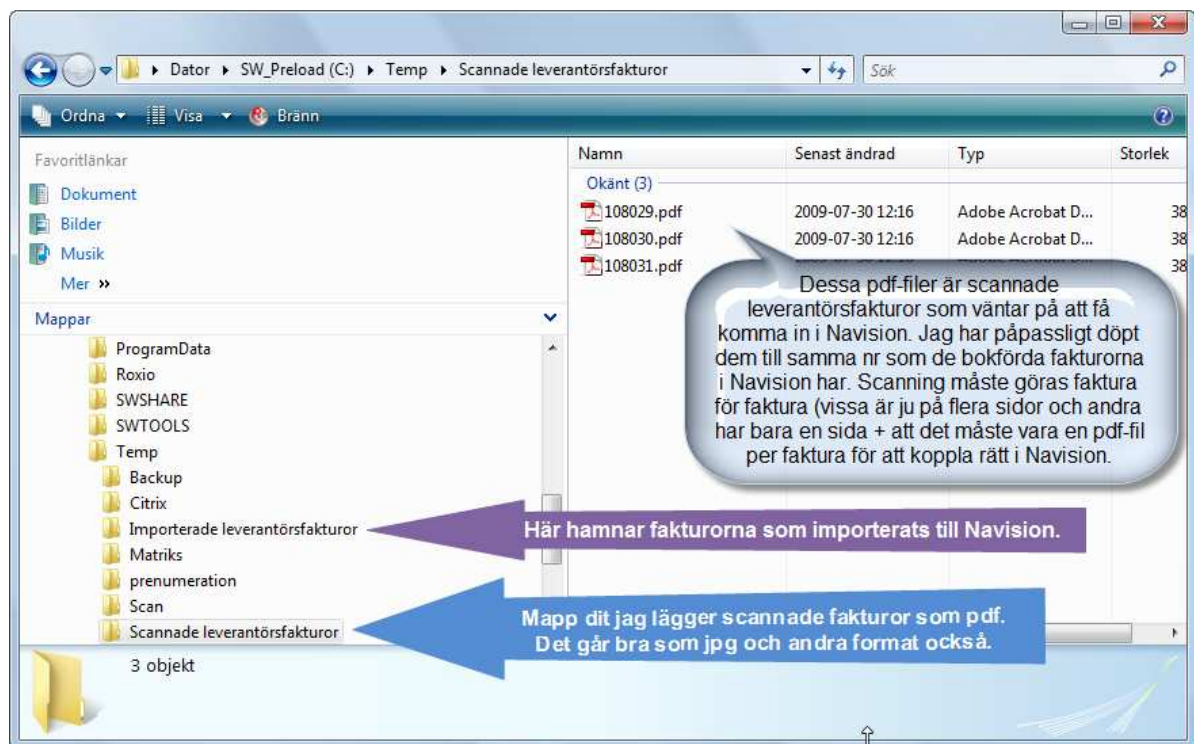 Dator ▸ SW_Preload (C:) ▸ Temp ▸ Scannade leverantörsfakturor
Sök
Ordna Visa Bränn
Favoritlänkar
Dokument
Bilder
Musik
Mer »
Mappar
ProgramData
Roxio
SWSHARE
SWTOOLS
Temp
Backup
Citrix
Importerade leverantörsfakturor
Matriks
prenumeration
Scan
Scannade leverantörsfakturor
Namn Senast ändrad Typ Storlek
Okänt (3)
108029.pdf 2009-07-30 12:16 Adobe Acrobat D... 38
108030.pdf 2009-07-30 12:16 Adobe Acrobat D... 38
108031.pdf 38
Dessa pdf-filer är scannade
leverantörsfakturor som väntar på att få
komma in i Navision. Jag har påpassligt döpt
dem till samma nr som de bokförda fakturorna
i Navision har. Scanning måste göras faktura
för faktura (vissa är ju på flera sidor och andra
har bara en sida + att det måste vara en pdf-fil
per faktura för att koppla rätt i Navision.
Här hamnar fakturorna som importerats till Navision.
Mapp dit jag lägger scannade fakturor som pdf.
Det går bra som jpg och andra format också.
3 objekt